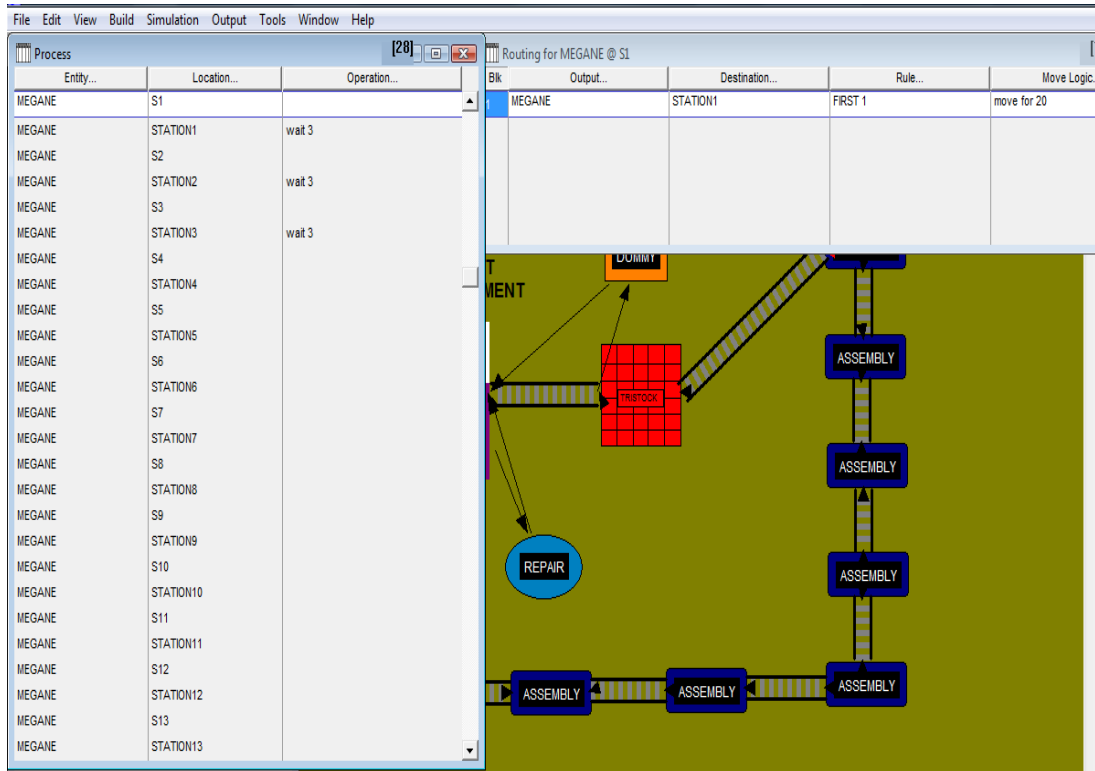 File Edit View Build Simulation Output Tools Window Help
Process [28]
Entity... Location... Operation...
MEGANE S1
MEGANE STATION1 wait 3
MEGANE S2
MEGANE STATION2 wait 3
MEGANE S3
MEGANE STATION3 wait 3
MEGANE S4
MEGANE STATION4
MEGANE S5
MEGANE STATION5
MEGANE S6
MEGANE STATION6
MEGANE S7
MEGANE STATION7
MEGANE S8
MEGANE STATION8
MEGANE S9
MEGANE STATION9
MEGANE S10
MEGANE STATION10
MEGANE S11
MEGANE STATION11
MEGANE S12
MEGANE STATION12
MEGANE S13
MEGANE STATION13
Routing for MEGANE @ S1
Blk Output... Destination... Rule... Move Logic.
1 MEGANE STATION1 FIRST 1 move for 20
DUMMY
T
MENT
TRISTOCK
ASSEMBLY
ASSEMBLY
REPAIR
ASSEMBLY
ASSEMBLY ASSEMBLY ASSEMBLY